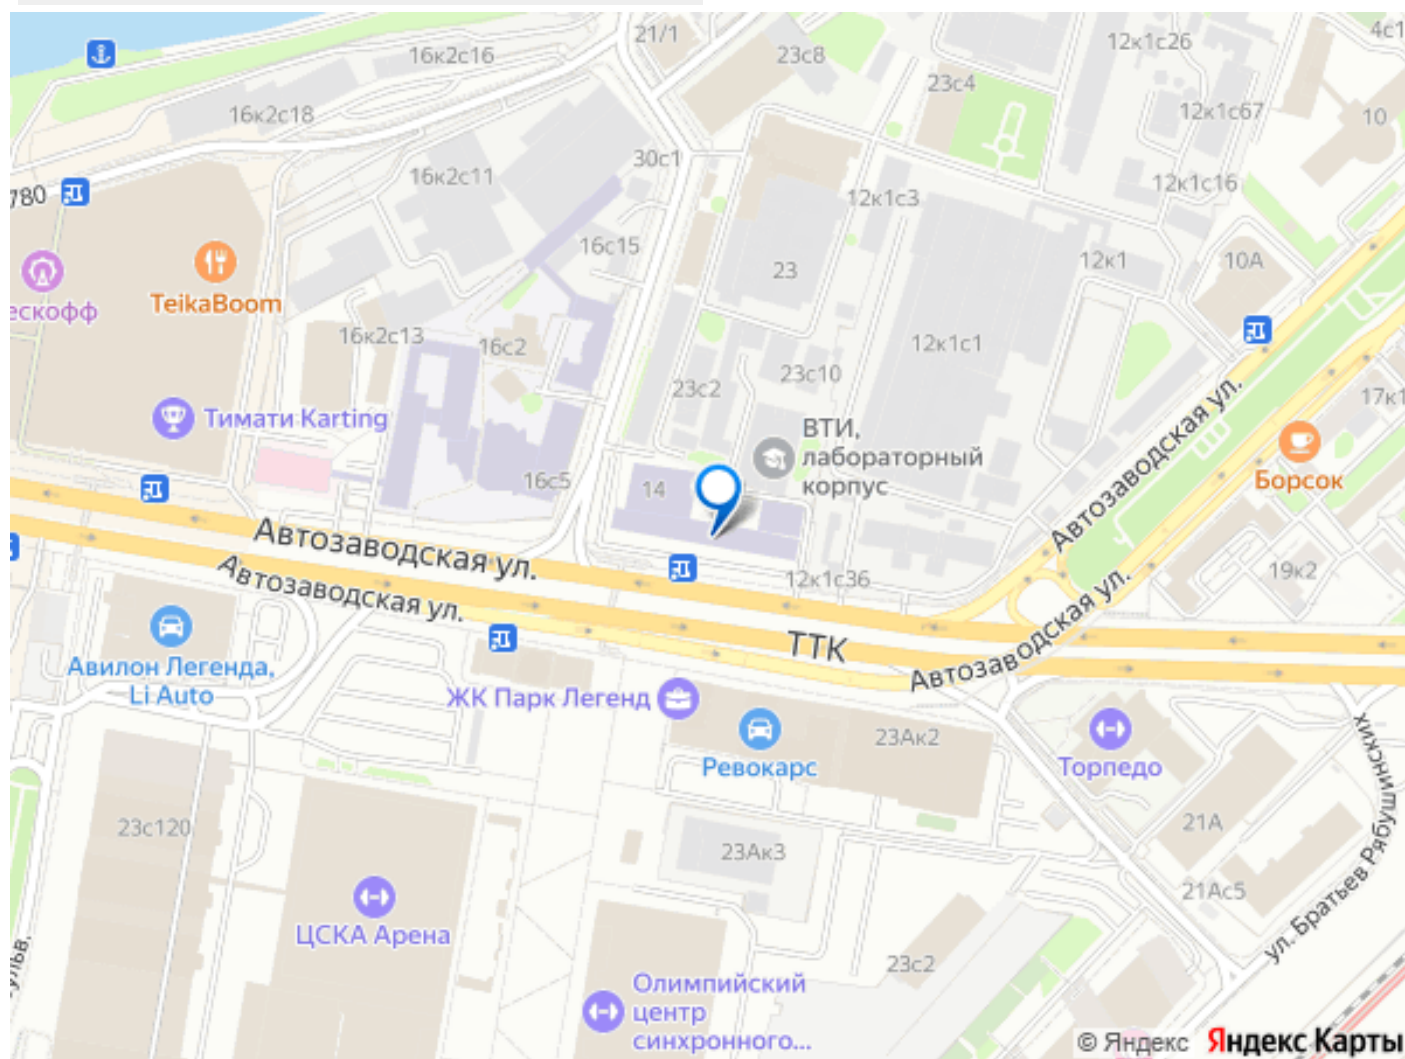 21/1
23с8
12к1с26
4с1
16к2с16
23с4
16к2с18
12к1с67
10
30с1
16к2с11
12к1с16
780
12к1с3
16с15
23
12к1
10А
TeikaBoom
ескофф
16к2с13
16с2
12к1с1
23с10
23с2
17к1
Тимати Karting
ВТИ,
лабораторный
корпус
Автозаводская ул.
Борсок
16с5
14
Автозаводская ул.
Автозаводская ул.
12к1с36
19к2
Автозаводская ул.
ТТК
Авилон Легенда,
Li Auto
ЖК Парк Легенд
23Ак2
Ревокарс
Торпедо
ул. Братьев Рябушинских
23с120
21А
23Ак3
21Ас5
ЦСКА Арена
ульв.
23с2
Олимпийский
центр
синхронного...
© Яндекс Яндекс Карты